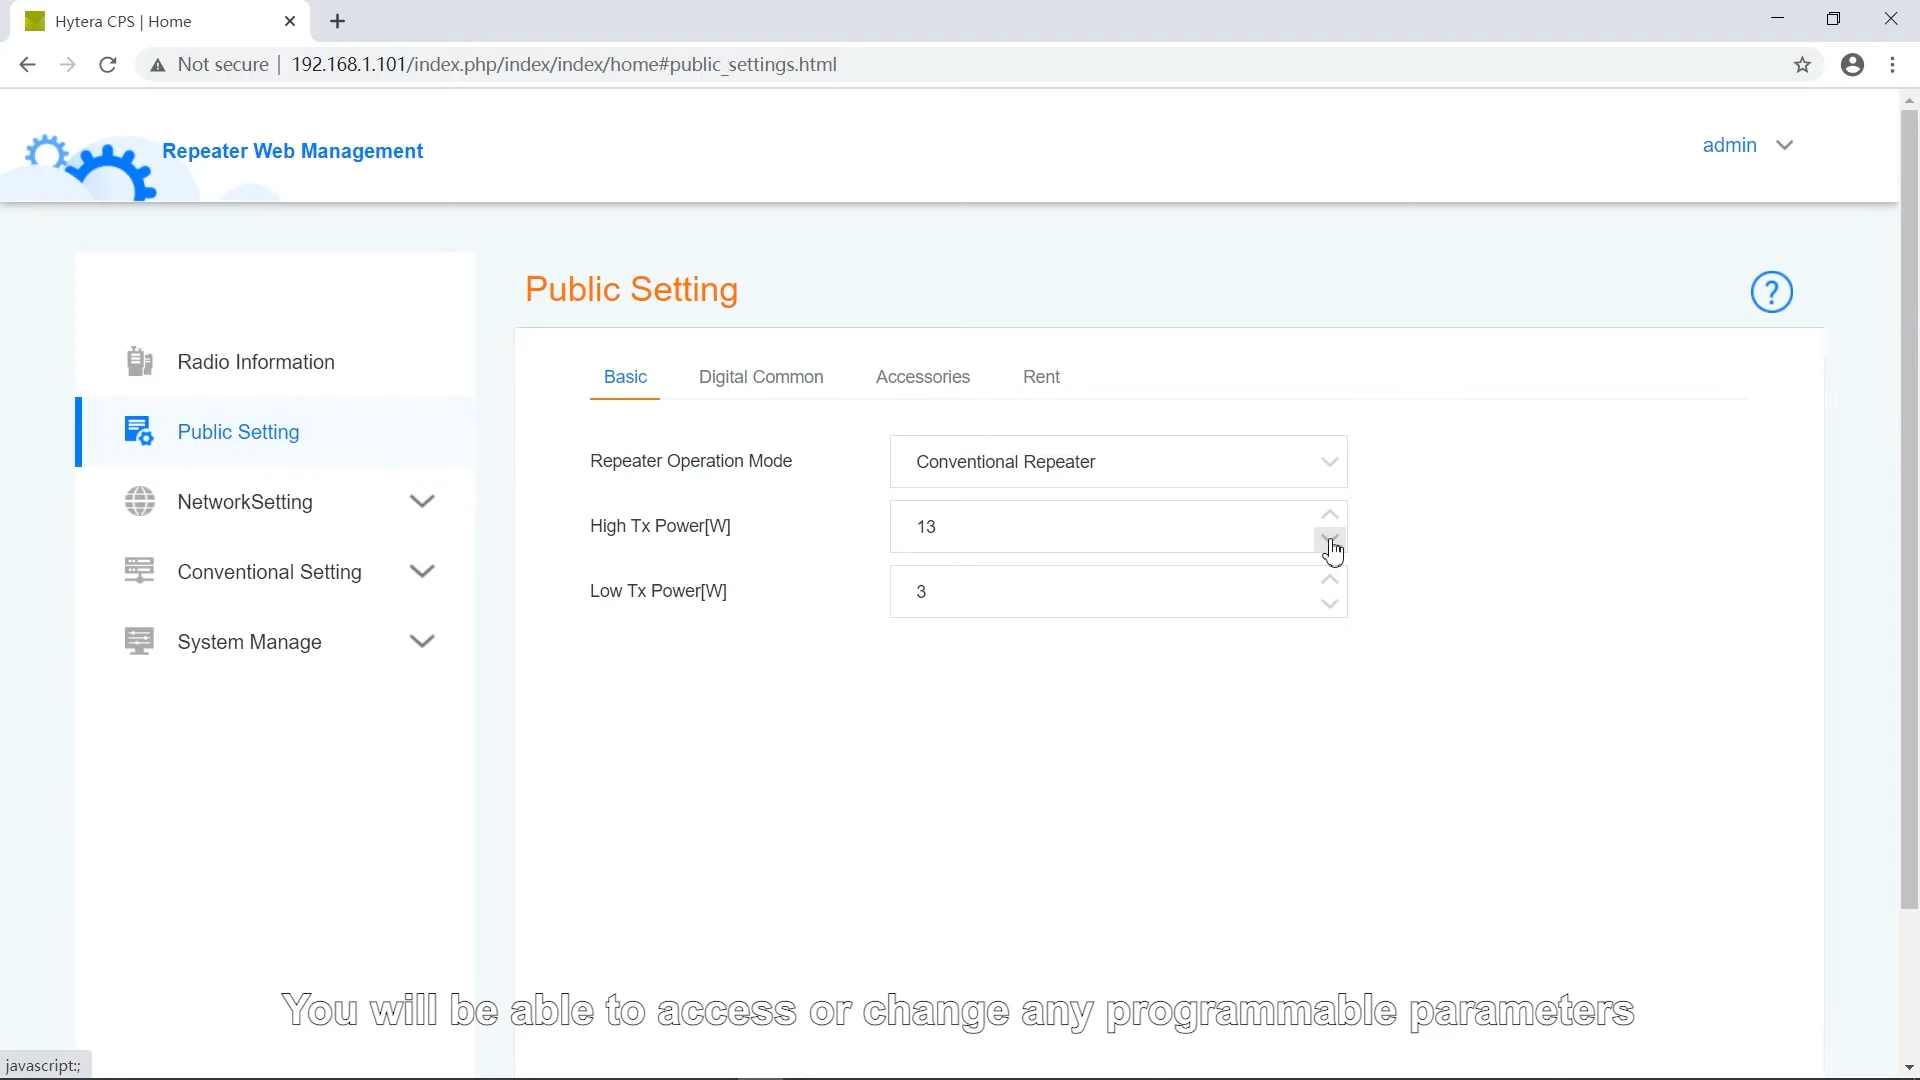 Hytera CPS | Home
Not secure | 192.168.1.101/index.php/index/index/home#public_settings.html
Repeater Web Management
admin
Public Setting
?
Radio Information
Public Setting
NetworkSetting
Conventional Setting
System Manage
Basic Digital Common Accessories Rent
Repeater Operation Mode Conventional Repeater
High Tx Power[W] 13
Low Tx Power[W] 3
You will be able to access or change any programmable parameters
javascript:;